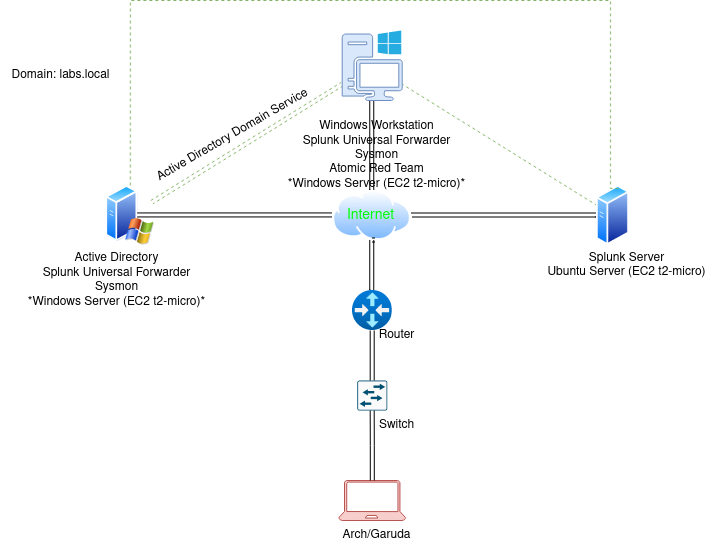 Domain: labs.local
Active Directory Domain Service
Windows Workstation
Splunk Universal Forwarder
Sysmon
Atomic Red Team
*Windows Server (EC2 t2-micro)*
Internet
Active Directory
Splunk Universal Forwarder
Sysmon
*Windows Server (EC2 t2-micro)*
Splunk Server
Ubuntu Server (EC2 t2-micro)
Router
Switch
Arch/Garuda